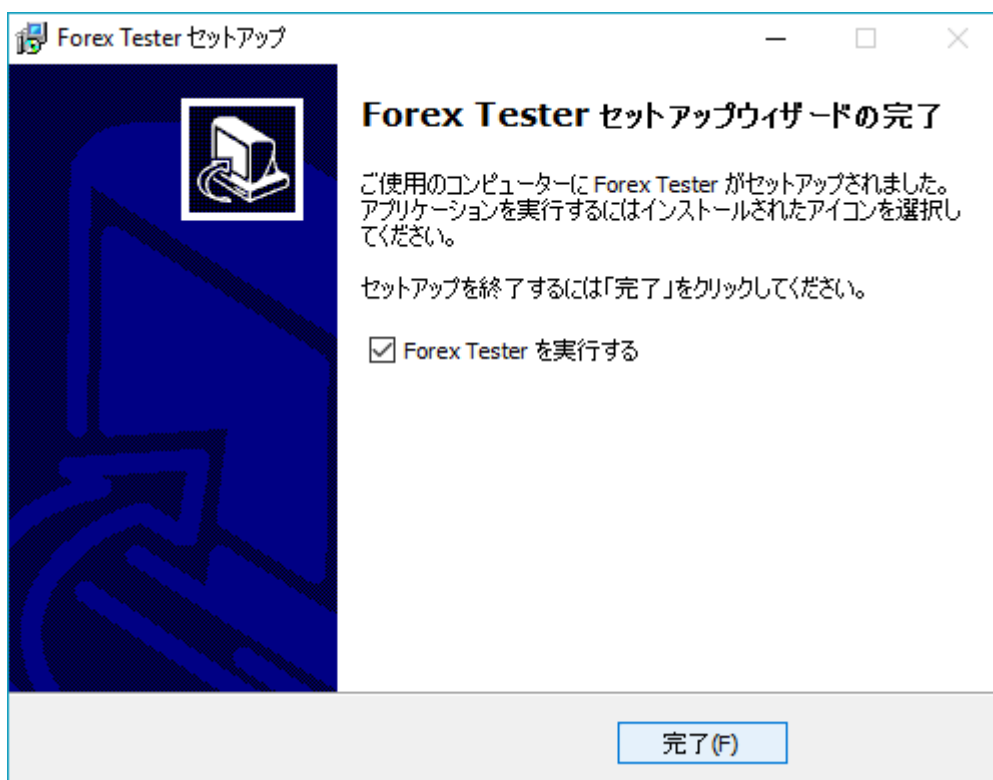 Forex Tester セットアップ
Forex Tester セットアップウィザードの完了
ご使用のコンピューターに Forex Tester がセットアップされました。
アプリケーションを実行するにはインストールされたアイコンを選択し
てください。
セットアップを終了するには「完了」をクリックしてください。
Forex Tester を実行する
完了(F)